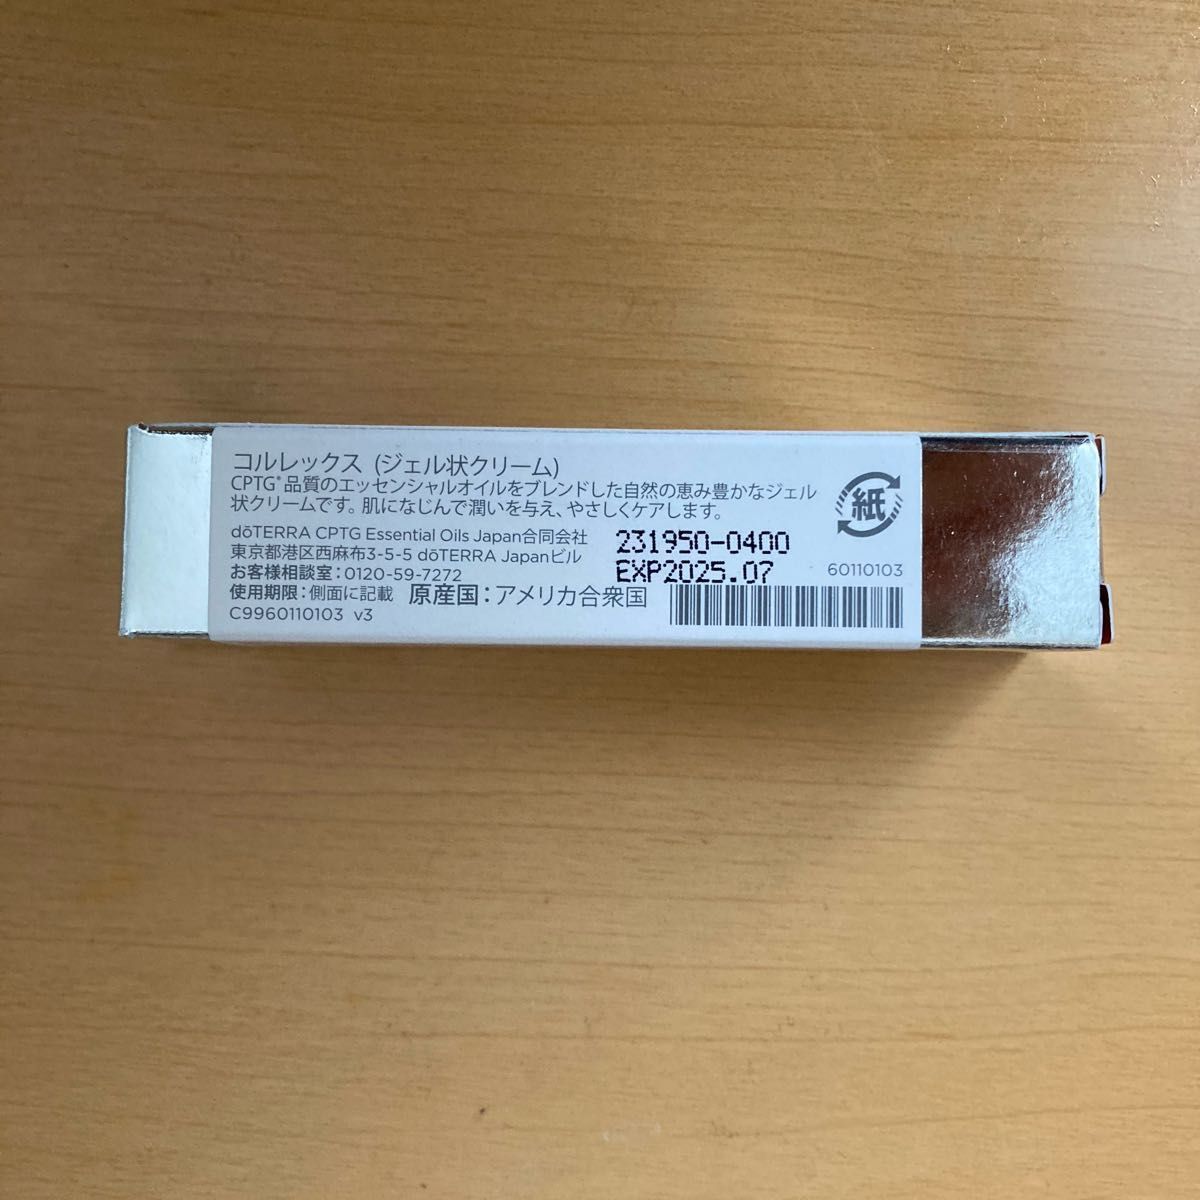 コルレックス (ジェル状クリーム)
CPTG®品質のエッセンシャルオイルをブレンドした自然の恵み豊かなジェル
状クリームです。肌になじんで潤いを与え、やさしくケアします。
紙
dōTERRA CPTG Essential Oils Japan合同会社
東京都港区西麻布3-5-5 dōTERRA Japanビル
お客様相談室:0120-59-7272
使用期限:側面に記載 原産国:アメリカ合衆国
C9960110103 v3
231950-0400
EXP2025.07
60110103